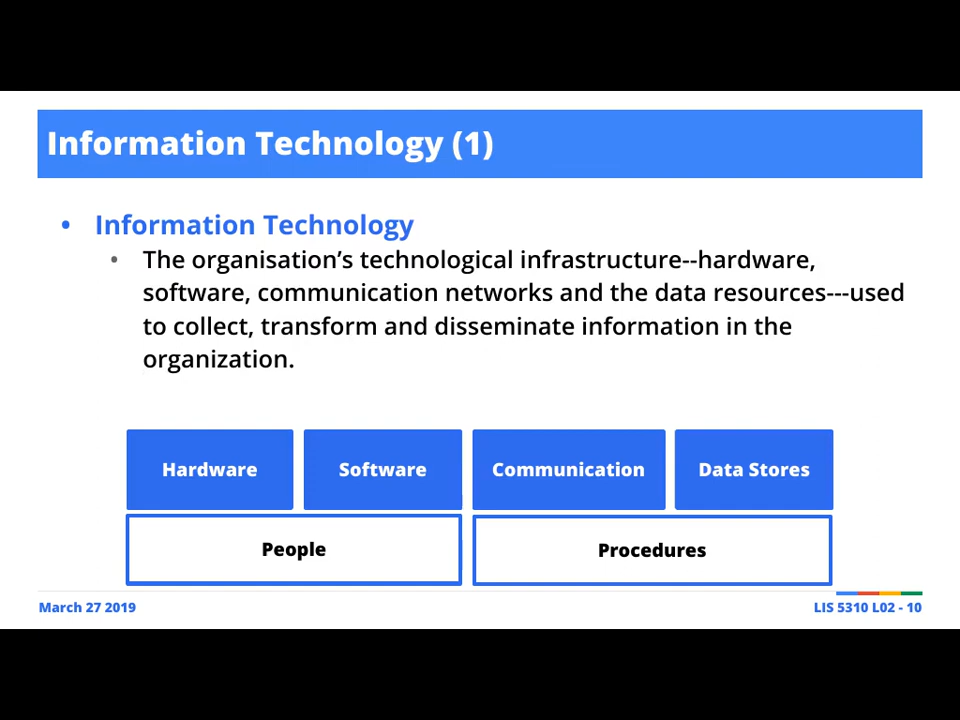 Information Technology (1)
• Information Technology
• The organisation’s technological infrastructure--hardware,
software, communication networks and the data resources---used
to collect, transform and disseminate information in the
organization.
Hardware Software Communication Data Stores
People Procedures
March 27 2019 LIS 5310 L02 - 10